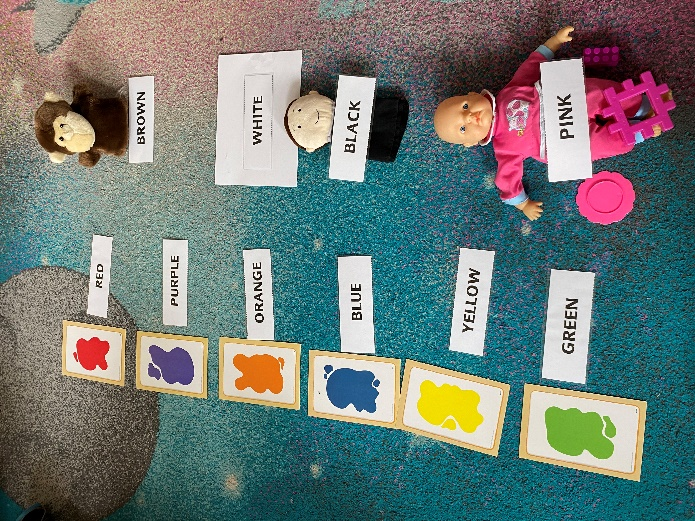 RED
PURPLE
ORANGE
BLUE
YELLOW
GREEN
BROWN
WHITE
BLACK
PINK